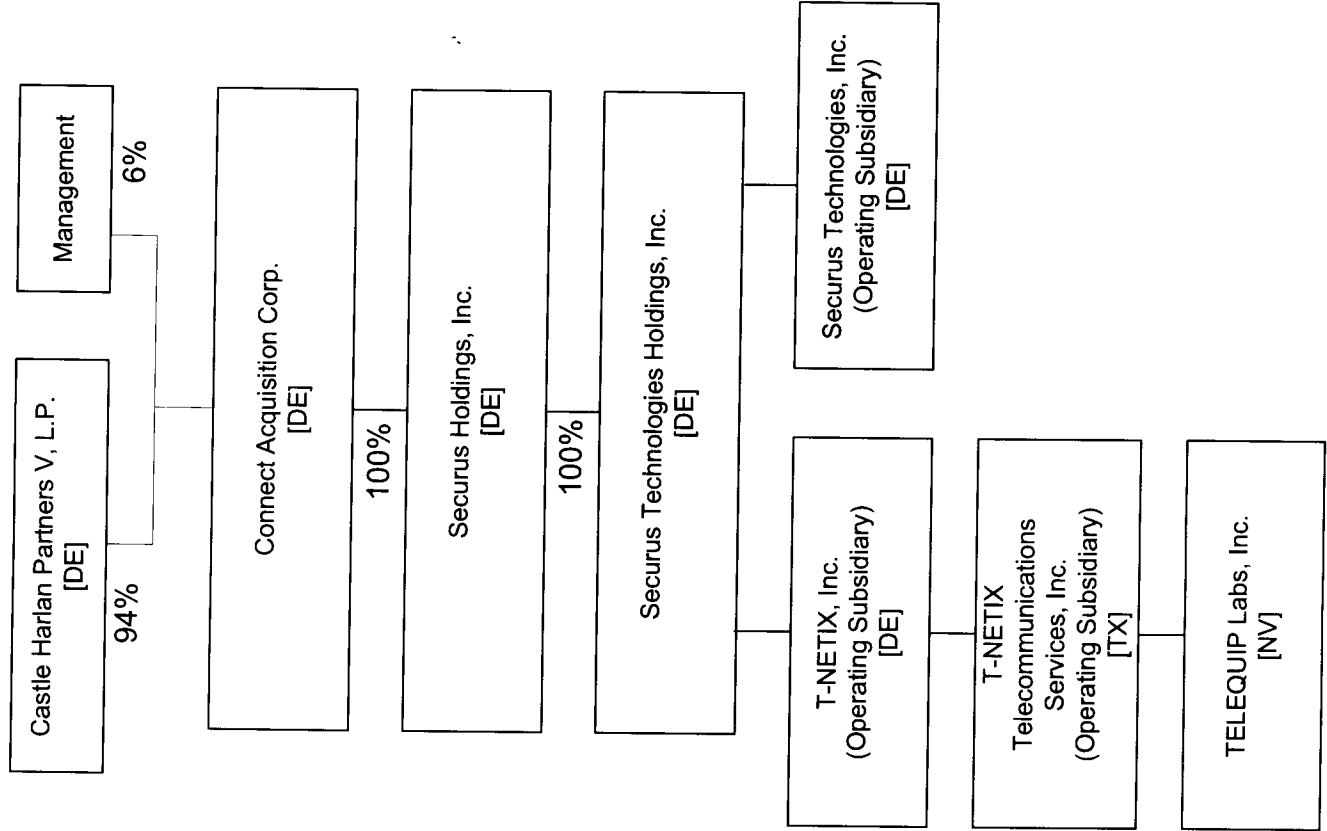 Castle Harlan Partners V, L.P.
[DE]
94%
Management
6%
Connect Acquisition Corp.
[DE]
100%
Securus Holdings, Inc.
[DE]
100%
Securus Technologies Holdings, Inc.
[DE]
T-NETIX, Inc.
(Operating Subsidiary)
[DE]
Securus Technologies, Inc.
(Operating Subsidiary)
[DE]
T-NETIX
Telecommunications
Services, Inc.
(Operating Subsidiary)
[TX]
TELEQUIP Labs, Inc.
[NV]